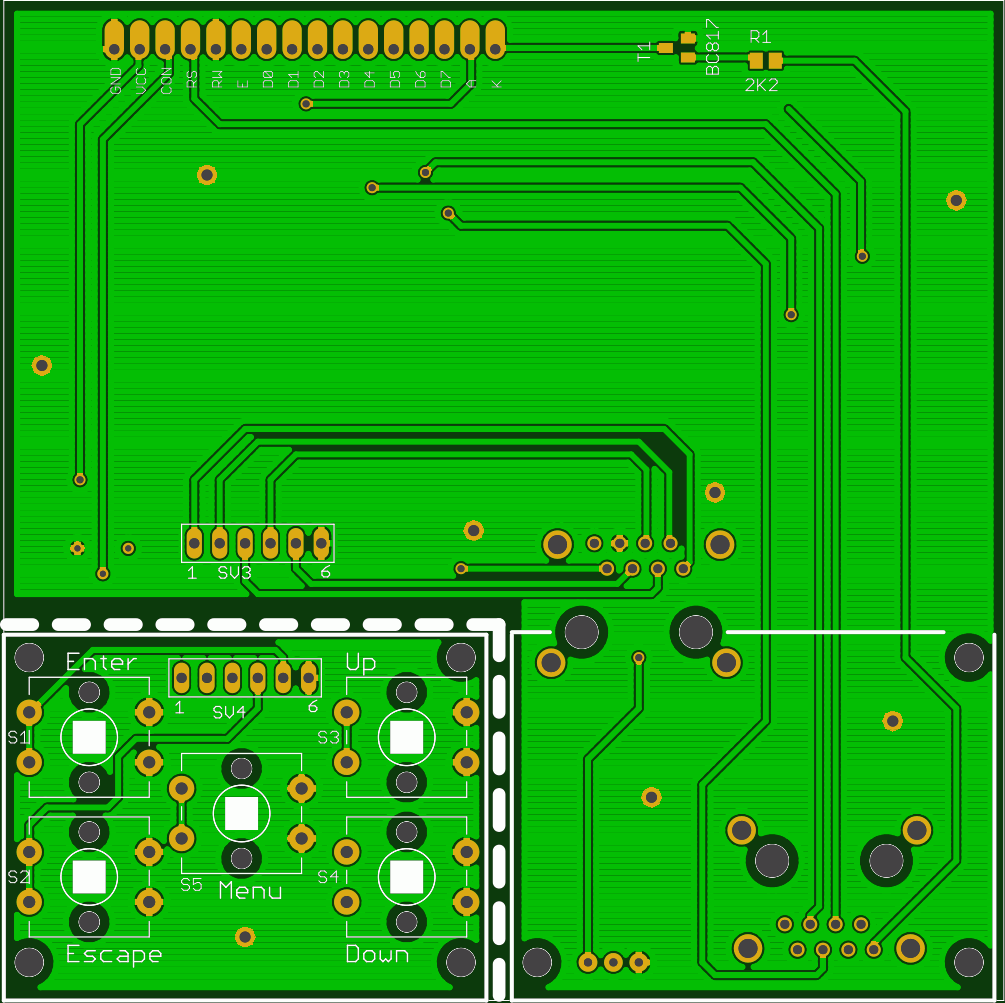 GND VCC CON RS RW E D0 D1 D2 D3 D4 D5 D6 D7 A K
T1
BC817
R1
2K2
1 SV3 6
Enter
Up
1 SV4 6
S1
S3
S2
S5
S4
Menu
Escape
Down